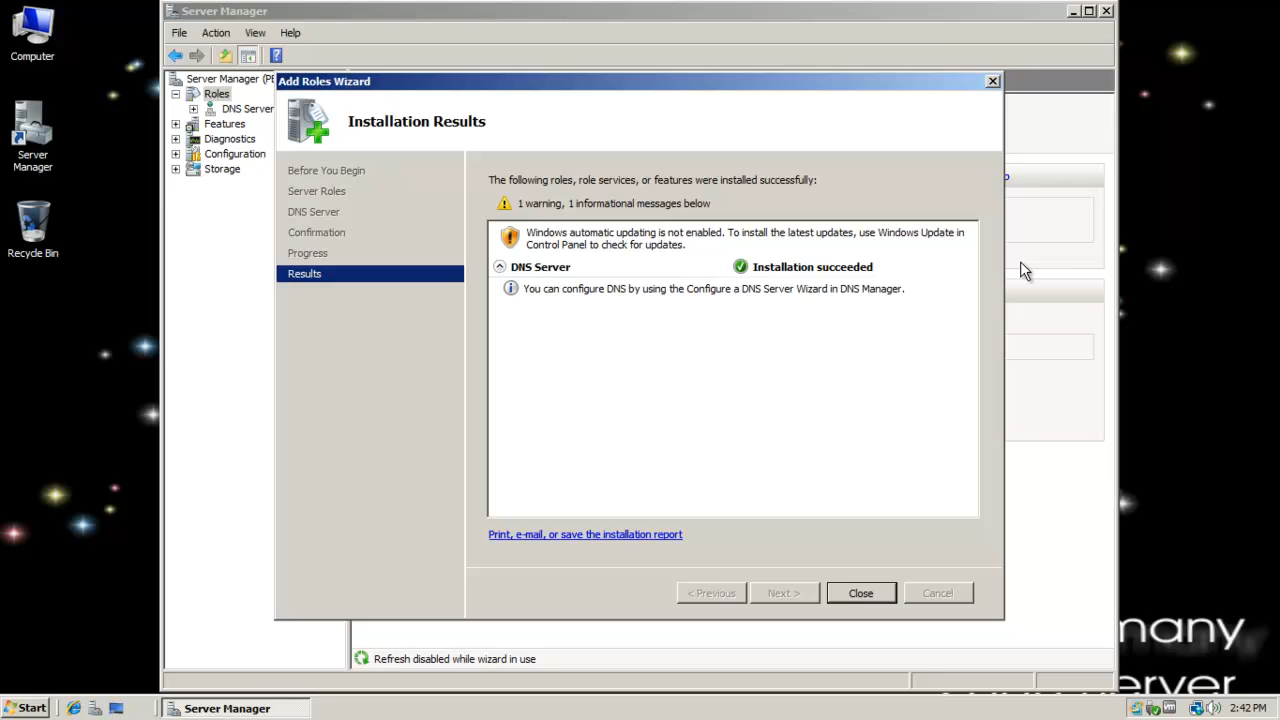 Computer
Server
Manager
Recycle Bin
Server Manager
File Action View Help
Server Manager (PE
Roles
DNS Server
Features
Diagnostics
Configuration
Storage
Add Roles Wizard
Installation Results
Before You Begin
Server Roles
DNS Server
Confirmation
Progress
Results
The following roles, role services, or features were installed successfully:
1 warning, 1 informational messages below
Windows automatic updating is not enabled. To install the latest updates, use Windows Update in
Control Panel to check for updates.
DNS Server Installation succeeded
You can configure DNS by using the Configure a DNS Server Wizard in DNS Manager.
Print, e-mail, or save the installation report
< Previous Next > Close Cancel
Refresh disabled while wizard in use
many
erver
Start Server Manager 2:42 PM